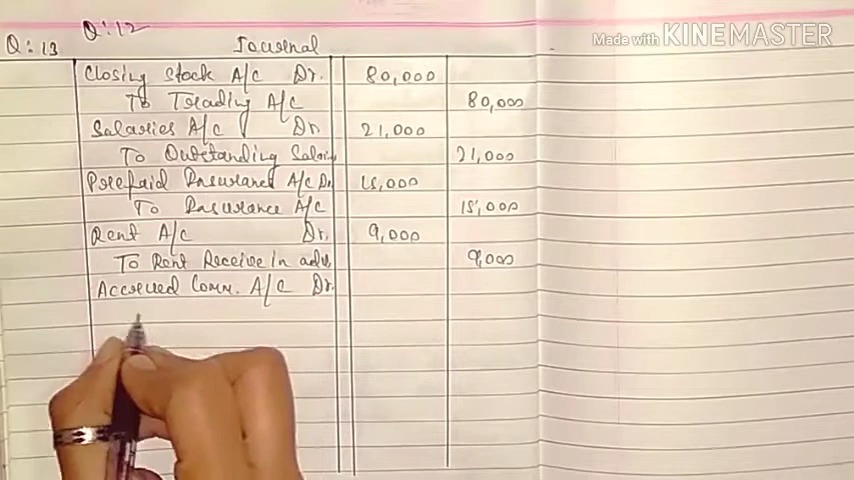 Q:12
Made with KINEMASTER
Q:13 Journal
Closing Stock A/C Dr. 80,000
To Trading A/C 80,000
Salaries A/C Dr. 21,000
To Outstanding Salary 21,000
Prepaid Insurance A/C Dr. 15,000
To Insurance A/C 15,000
Rent A/C Dr. 9,000
To Rent Receive in adv. 9,000
Accrued Comm. A/C Dr.